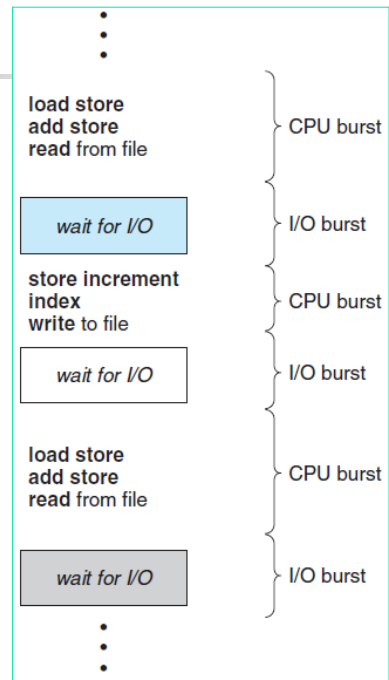 load store
add store
read from file
CPU burst
wait for I/O
I/O burst
store increment
index
write to file
CPU burst
wait for I/O
I/O burst
load store
add store
read from file
CPU burst
wait for I/O
I/O burst